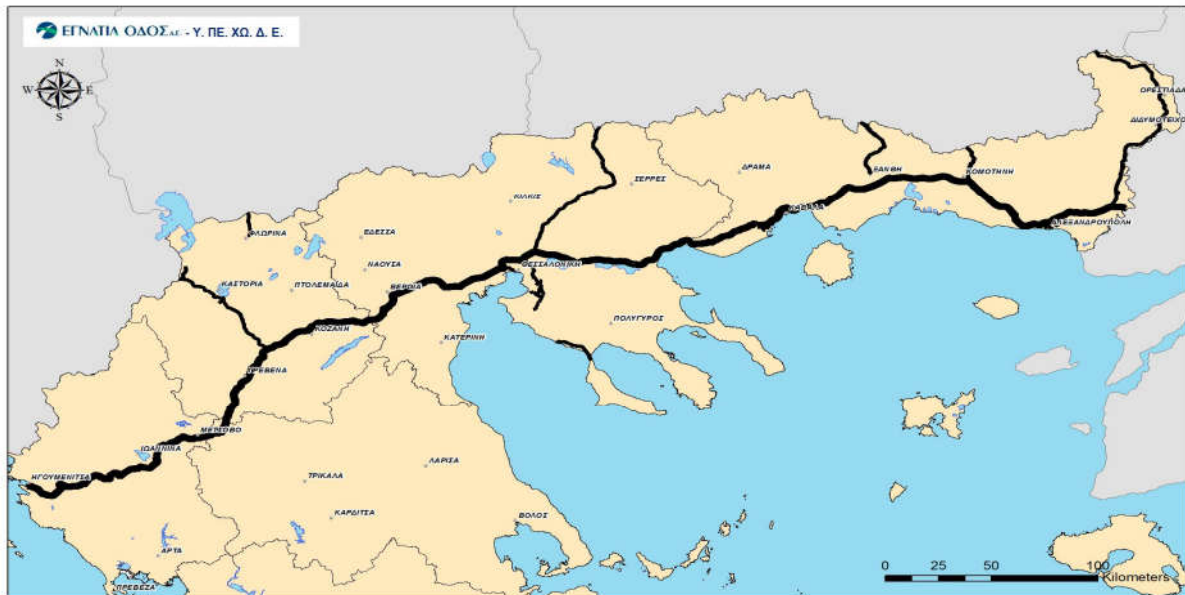 ΕΓΝΑΤΙΑ ΟΔΟΣ Α.Ε. - Υ. ΠΕ. ΧΩ. Δ. Ε.
N
W E
S
ΟΡΕΣΤΙΑΔΑ
ΔΙΔΥΜΟΤΕΙΧΟ
ΔΡΑΜΑ
ΞΑΝΘΗ
ΚΟΜΟΤΗΝΗ
ΣΕΡΡΕΣ
ΚΙΛΚΙΣ
ΚΑΒΑΛΑ
ΑΛΕΞΑΝΔΡΟΥΠΟΛΗ
ΦΛΩΡΙΝΑ
ΕΔΕΣΣΑ
ΘΕΣΣΑΛΟΝΙΚΗ
ΝΑΟΥΣΑ
ΚΑΣΤΟΡΙΑ
ΠΤΟΛΕΜΑΪΔΑ
ΒΕΡΟΙΑ
ΠΟΛΥΓΥΡΟΣ
ΚΟΖΑΝΗ
ΚΑΤΕΡΙΝΗ
ΓΡΕΒΕΝΑ
ΜΕΤΣΟΒΟ
ΙΩΑΝΝΙΝΑ
ΛΑΡΙΣΑ
ΗΓΟΥΜΕΝΙΤΣΑ
ΤΡΙΚΑΛΑ
ΚΑΡΔΙΤΣΑ
ΒΟΛΟΣ
ΑΡΤΑ
ΠΡΕΒΕΖΑ
0 25 50 100
Kilometers